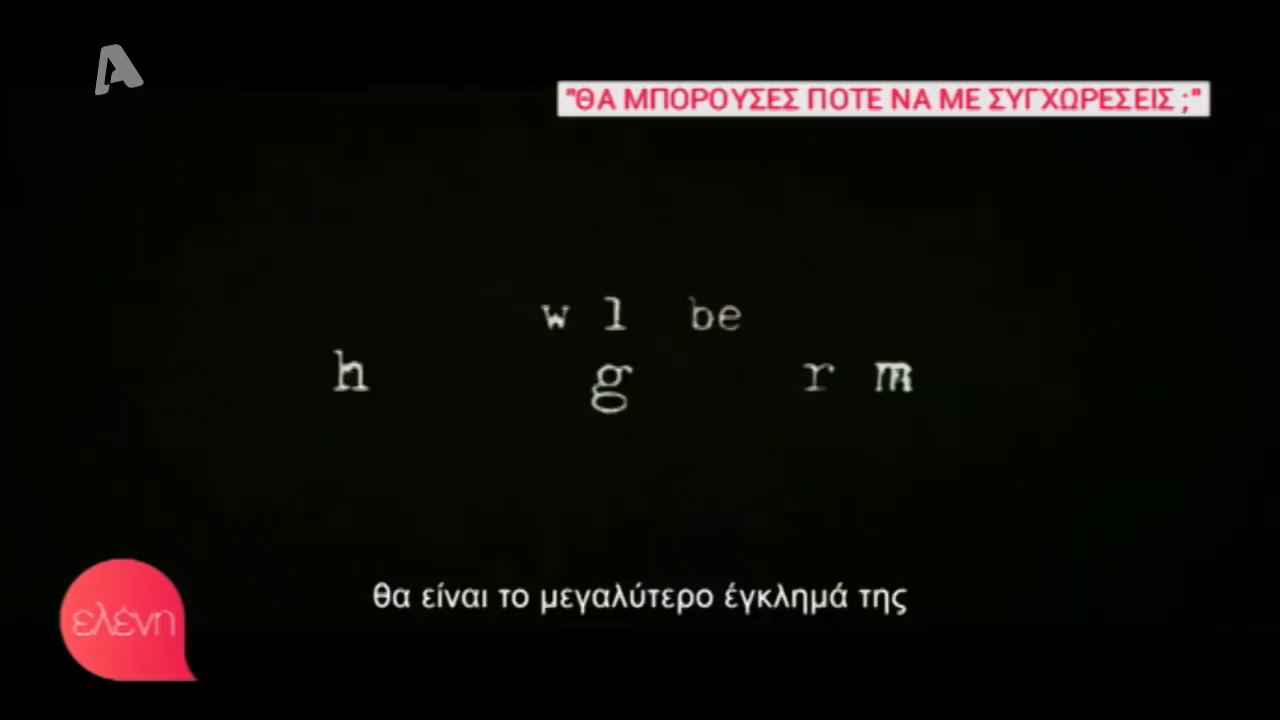 "ΘΑ ΜΠΟΡΟΥΣΕΣ ΠΟΤΕ ΝΑ ΜΕ ΣΥΓΧΩΡΕΣΕΙΣ ;"
w l be
h g r m
θα είναι το μεγαλύτερο έγκλημά της
ελένη